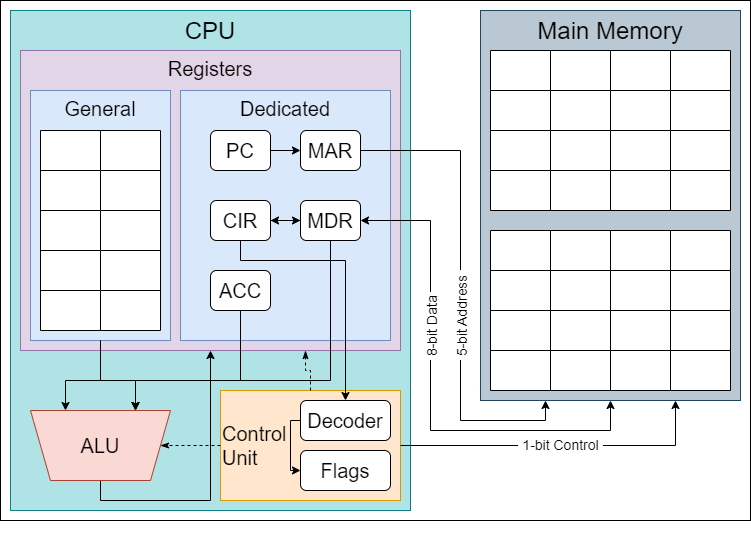 CPU
Main Memory
Registers
General
Dedicated
PC
MAR
CIR
MDR
ACC
8-bit Data
5-bit Address
ALU
Control
Unit
Decoder
Flags
1-bit Control